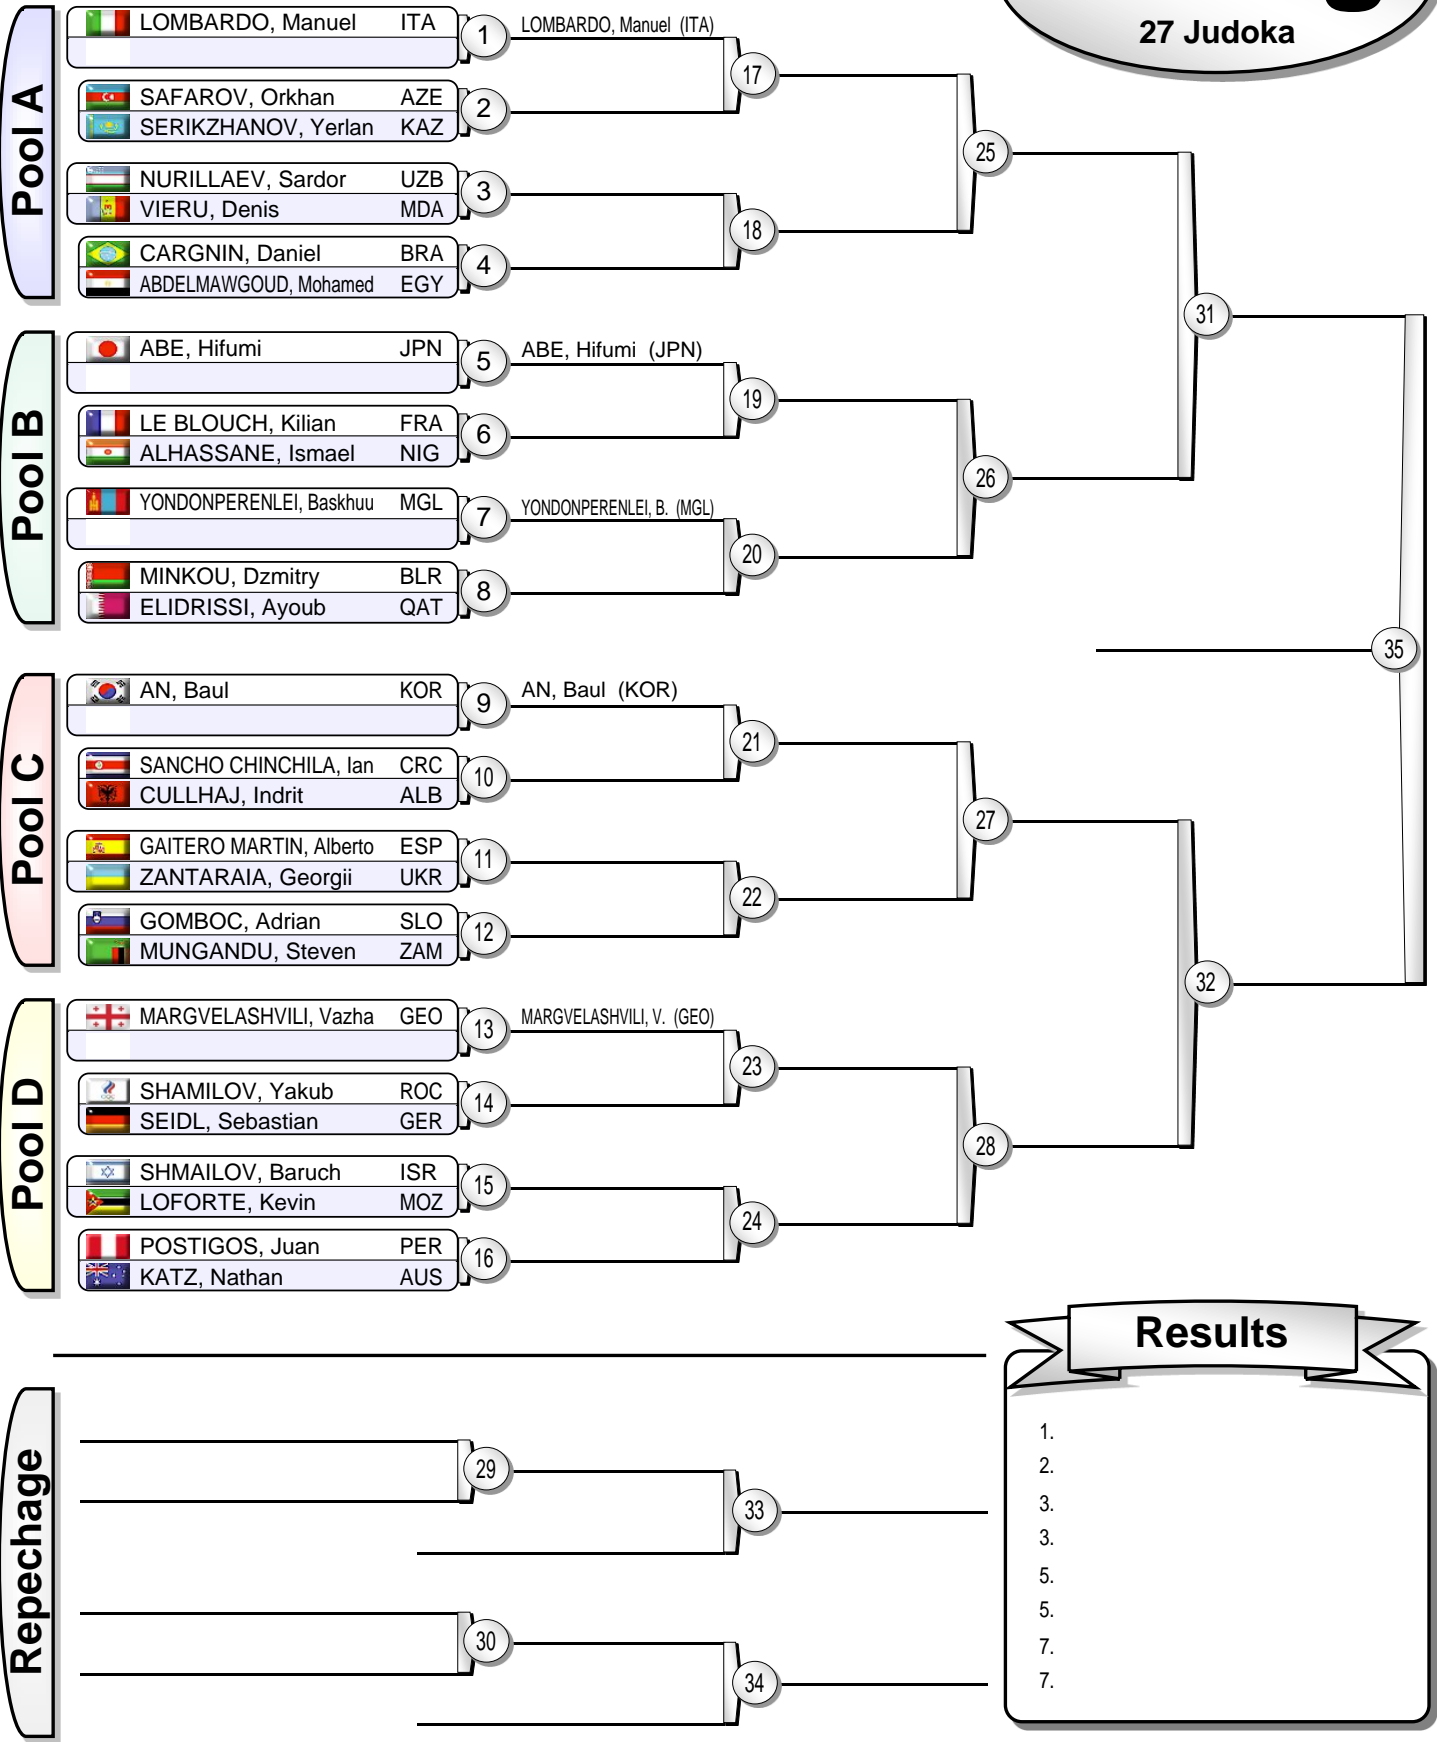 27 Judoka
Pool A
LOMBARDO, Manuel ITA
1
LOMBARDO, Manuel (ITA)
17
SAFAROV, Orkhan AZE
SERIKZHANOV, Yerlan KAZ
2
25
NURILLAEV, Sardor UZB
VIERU, Denis MDA
3
18
CARGNIN, Daniel BRA
ABDELMAWGOUD, Mohamed EGY
4
31
Pool B
ABE, Hifumi JPN
5
ABE, Hifumi (JPN)
19
LE BLOUCH, Kilian FRA
ALHASSANE, Ismael NIG
6
26
YONDONPERENLEI, Baskhuu MGL
7
YONDONPERENLEI, B. (MGL)
20
MINKOU, Dzmitry BLR
ELIDRISSI, Ayoub QAT
8
35
Pool C
AN, Baul KOR
9
AN, Baul (KOR)
21
SANCHO CHINCHILA, Ian CRC
CULLHAJ, Indrit ALB
10
27
GAITERO MARTIN, Alberto ESP
ZANTARAIA, Georgii UKR
11
22
GOMBOC, Adrian SLO
MUNGANDU, Steven ZAM
12
32
Pool D
MARGVELASHVILI, Vazha GEO
13
MARGVELASHVILI, V. (GEO)
23
SHAMILOV, Yakub ROC
SEIDL, Sebastian GER
14
28
SHMAILOV, Baruch ISR
LOFORTE, Kevin MOZ
15
24
POSTIGOS, Juan PER
KATZ, Nathan AUS
16
Repechage
29
33
30
34
Results
1.
2.
3.
3.
5.
5.
7.
7.